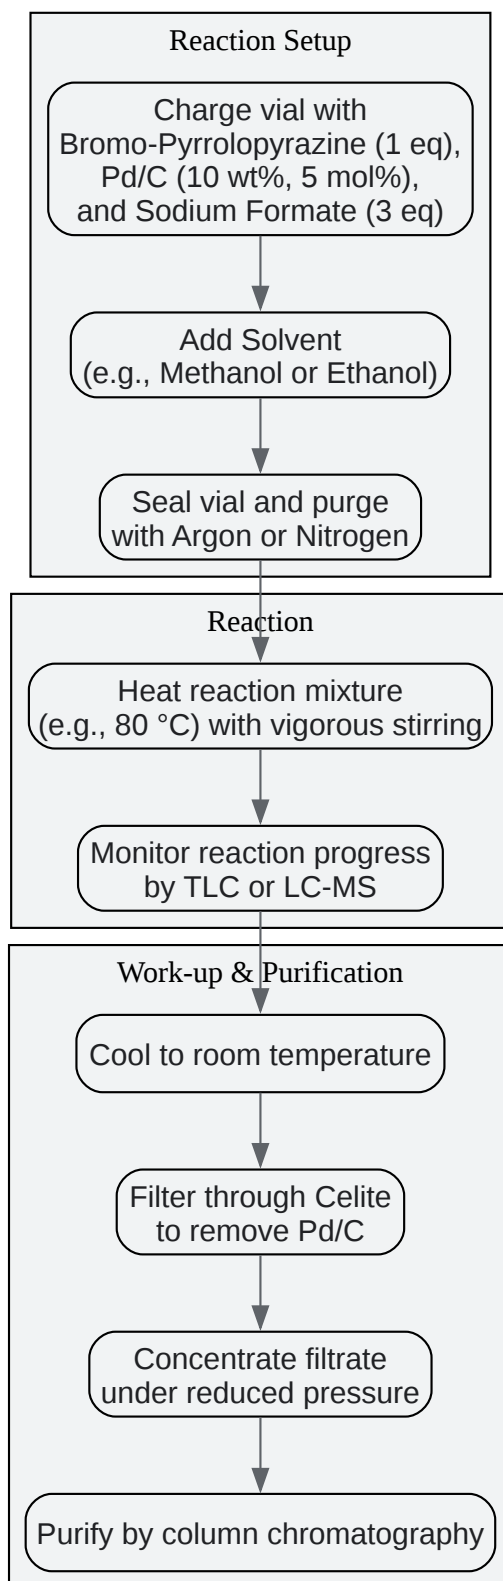 Reaction Setup
Charge vial with
Bromo-Pyrrolopyrazine (1 eq),
Pd/C (10 wt%, 5 mol%),
and Sodium Formate (3 eq)
Add Solvent
(e.g., Methanol or Ethanol)
Seal vial and purge
with Argon or Nitrogen
Reaction
Heat reaction mixture
(e.g., 80 °C) with vigorous stirring
Monitor reaction progress
by TLC or LC-MS
Work-up & Purification
Cool to room temperature
Filter through Celite
to remove Pd/C
Concentrate filtrate
under reduced pressure
Purify by column chromatography